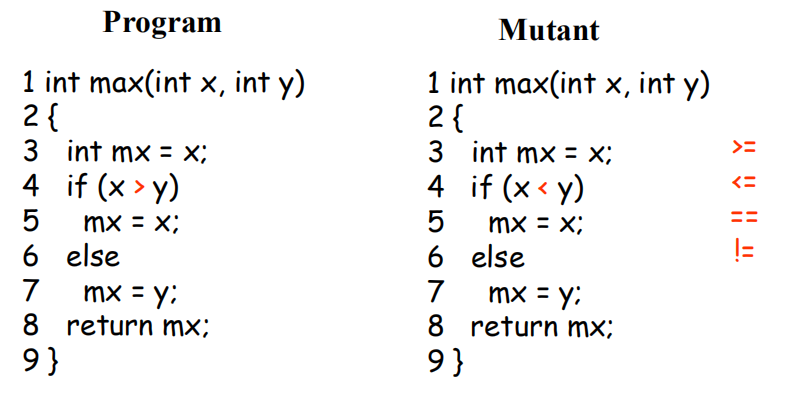 Program
1 int max(int x, int y)
2 {
3 int mx = x;
4 if (x > y)
5 mx = x;
6 else
7 mx = y;
8 return mx;
9 }
Mutant
1 int max(int x, int y)
2 {
3 int mx = x;
4 if (x < y)
5 mx = x;
6 else
7 mx = y;
8 return mx;
9 }
>=
<=
==
!=